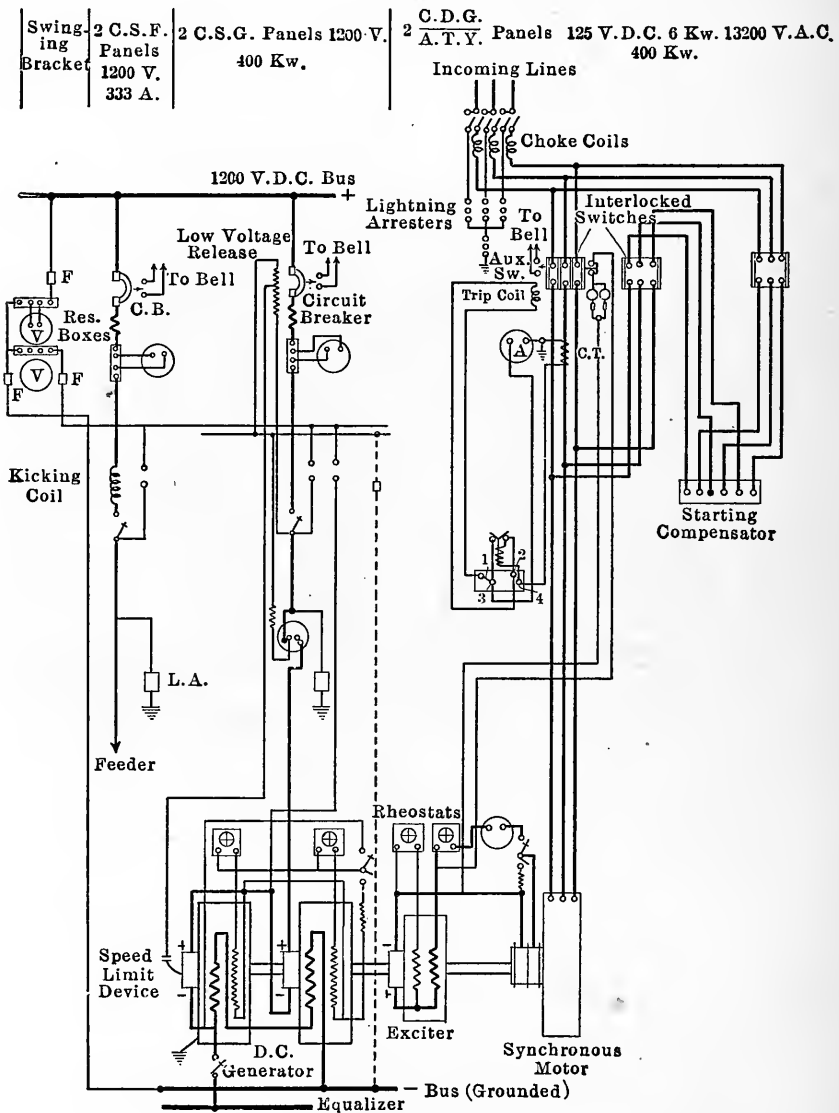 Swing-
ing
Bracket
2 C.S.F.
Panels
1200 V.
333 A.
2 C.S.G. Panels 1200 V.
400 Kw.
2 C.D.G. / A.T.Y. Panels 125 V.D.C. 6 Kw. 13200 V.A.C.
400 Kw.
Incoming Lines
Choke Coils
1200 V.D.C. Bus +
Lightning
Arresters
To
Bell
Interlocked
Switches
Low Voltage
Release
To Bell
Aux.
Sw.
F
To Bell
C.B.
Circuit
Breaker
Trip Coil
Res.
Boxes
V
V
A
C.T.
F
F
Kicking
Coil
Starting
Compensator
1
2
3
4
L.A.
Feeder
Rheostats
+
-
+
-
-
+
Speed
Limit
Device
D.C.
Generator
Exciter
Synchronous
Motor
- Bus (Grounded)
Equalizer